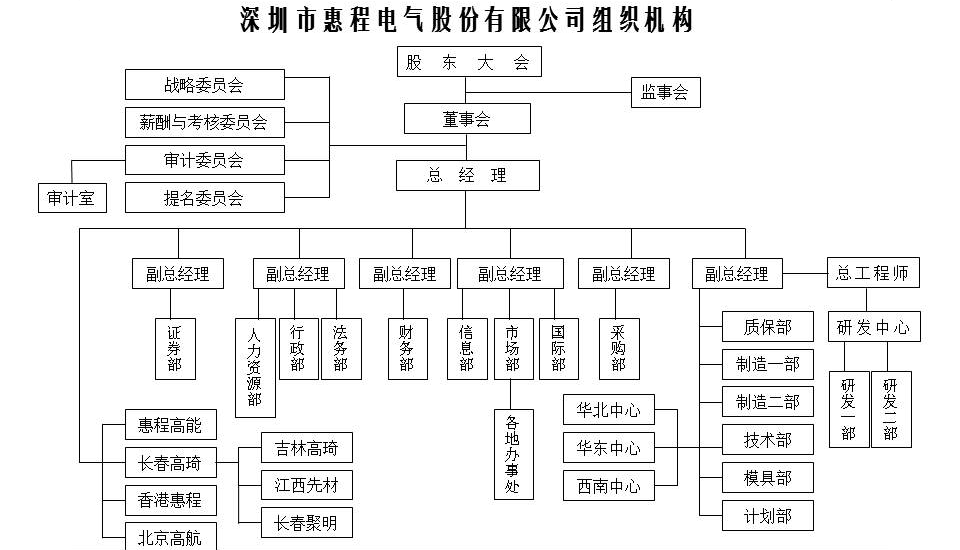 深圳市惠程电气股份有限公司组织机构
股东大会
监事会
董事会
战略委员会
薪酬与考核委员会
审计委员会
提名委员会
审计室
总经理
副总经理
副总经理
副总经理
副总经理
副总经理
副总经理
总工程师
证券部
人力资源部
行政部
法务部
财务部
信息部
市场部
国际部
采购部
各地办事处
质保部
制造一部
制造二部
技术部
模具部
计划部
研发中心
研发一部
研发二部
华北中心
华东中心
西南中心
惠程高能
长春高琦
香港惠程
北京高航
吉林高琦
江西先材
长春聚明